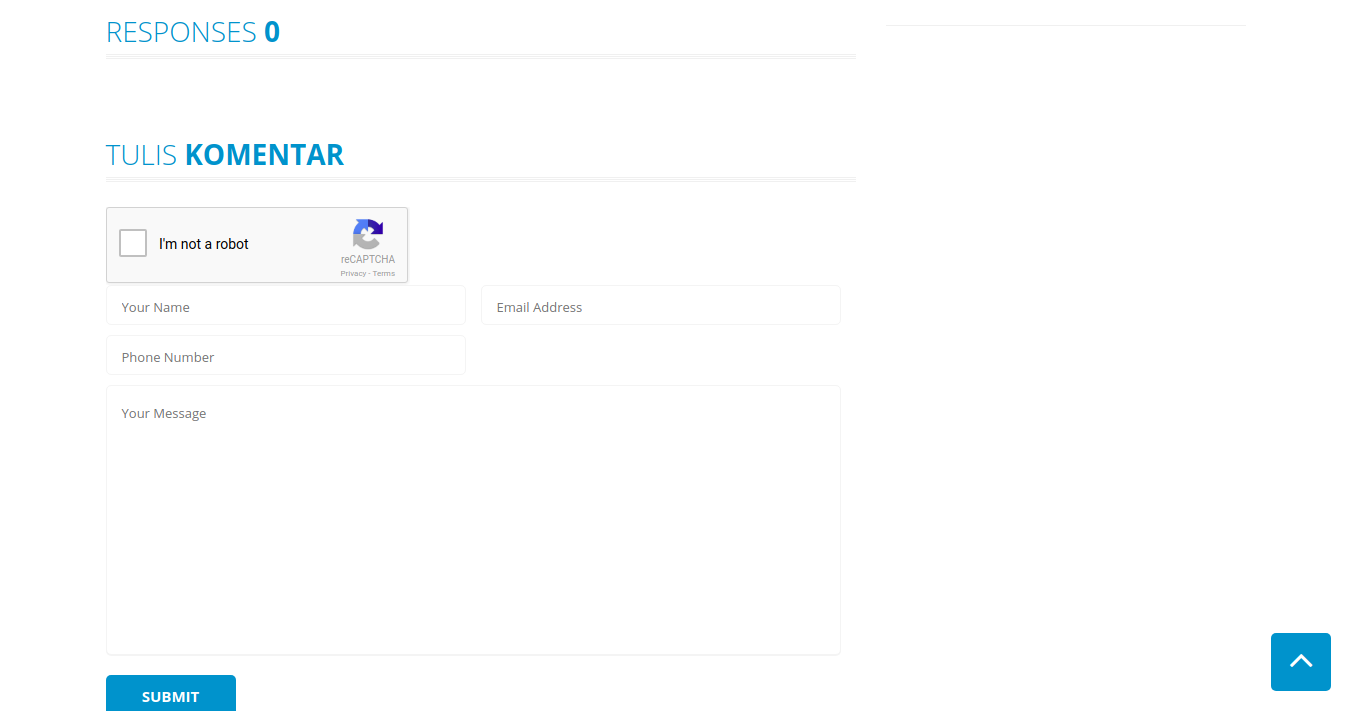 RESPONSES 0
TULIS KOMENTAR
I'm not a robot
reCAPTCHA
Privacy - Terms
Your Name
Email Address
Phone Number
Your Message
SUBMIT